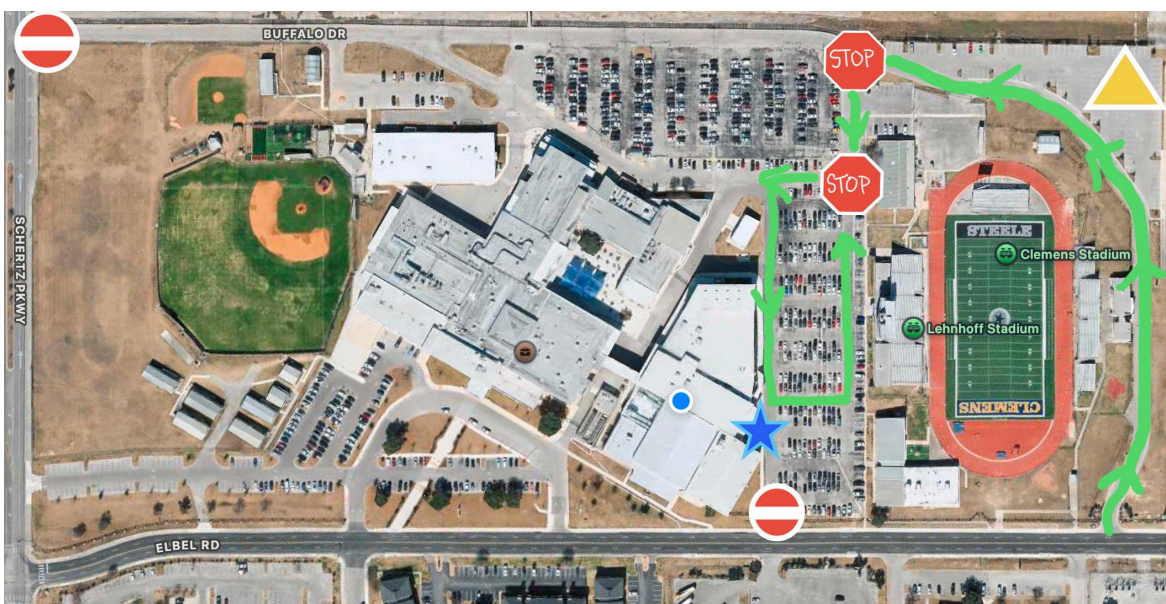 BUFFALO DR
STOP
STOP
STEELE
Clemens Stadium
Lehnhoff Stadium
SCHERTZ PKWY
CLEMENS
ELBEL RD